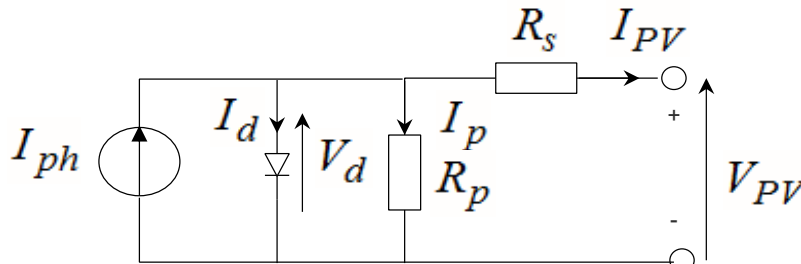 R_s I_PV
I_ph I_d V_d I_p
R_p
+
-
V_PV